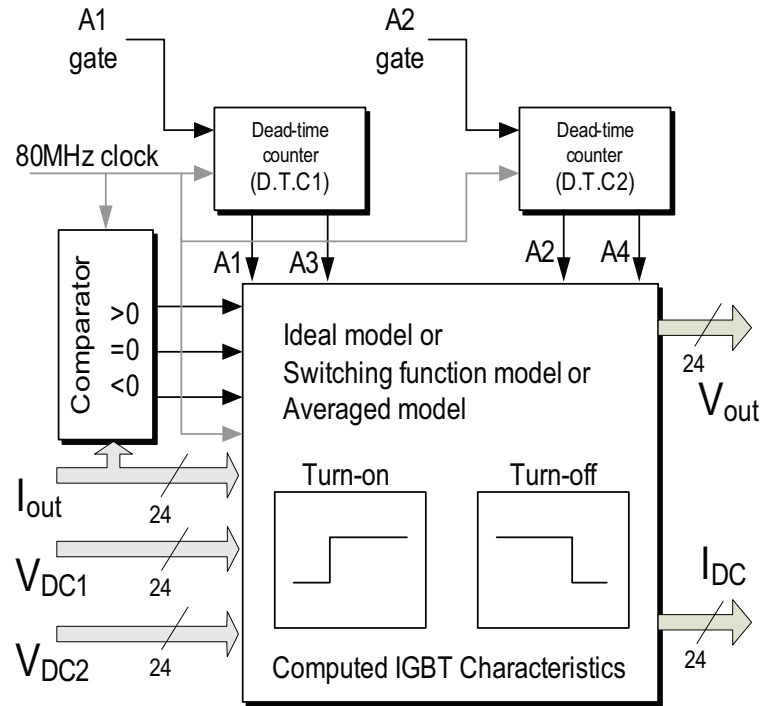 A1
gate
A2
gate
Dead-time
counter
(D.T.C1)
Dead-time
counter
(D.T.C2)
80MHz clock
A1
A3
A2
A4
Comparator
>0
=0
<0
Ideal model or
Switching function model or
Averaged model
24
Vout
Turn-on
Turn-off
Iout
24
VDC1
24
VDC2
24
IDC
24
Computed IGBT Characteristics